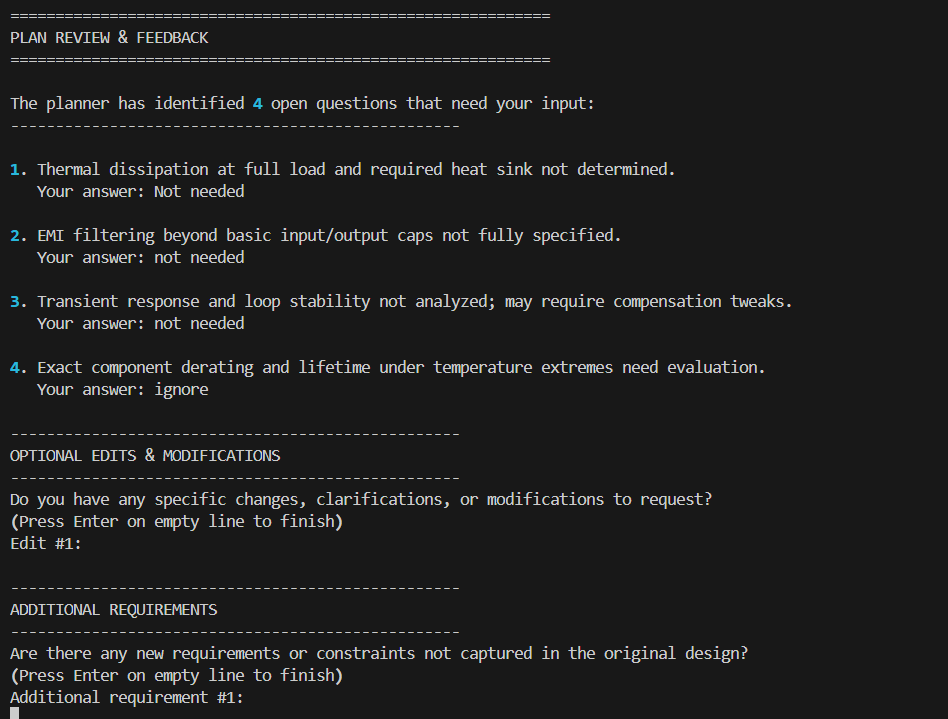 ============================================================
PLAN REVIEW & FEEDBACK
============================================================
The planner has identified 4 open questions that need your input:
--------------------------------------------------
1. Thermal dissipation at full load and required heat sink not determined.
Your answer: Not needed
2. EMI filtering beyond basic input/output caps not fully specified.
Your answer: not needed
3. Transient response and loop stability not analyzed; may require compensation tweaks.
Your answer: not needed
4. Exact component derating and lifetime under temperature extremes need evaluation.
Your answer: ignore
--------------------------------------------------
OPTIONAL EDITS & MODIFICATIONS
--------------------------------------------------
Do you have any specific changes, clarifications, or modifications to request?
(Press Enter on empty line to finish)
Edit #1:
--------------------------------------------------
ADDITIONAL REQUIREMENTS
--------------------------------------------------
Are there any new requirements or constraints not captured in the original design?
(Press Enter on empty line to finish)
Additional requirement #1: